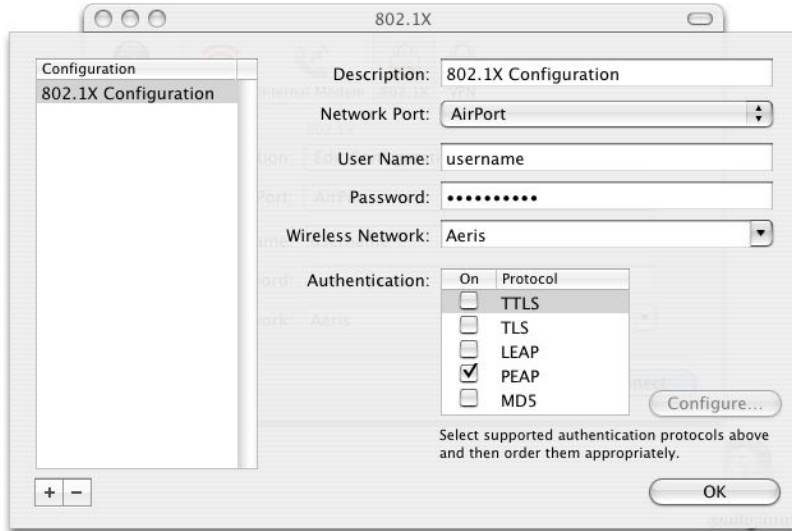 802.1X
Configuration
802.1X Configuration
Description: 802.1X Configuration
Network Port: AirPort
User Name: username
Password: ••••••••••
Wireless Network: Aeris
Authentication:
On Protocol
TTLS
TLS
LEAP
PEAP
MD5
Configure...
Select supported authentication protocols above
and then order them appropriately.
+ −
OK